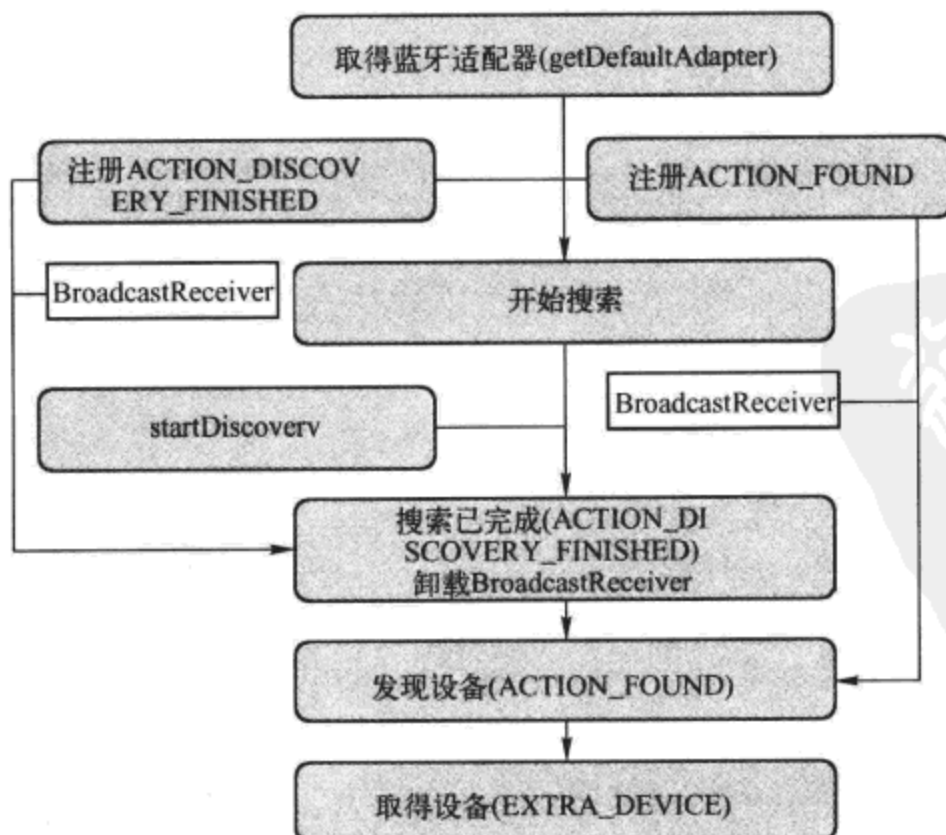 取得蓝牙适配器(getDefaultAdapter)
注册ACTION_DISCOV
ERY_FINISHED
注册ACTION_FOUND
BroadcastReceiver
开始搜索
BroadcastReceiver
startDiscoverv
搜索已完成(ACTION_DI
SCOVERY_FINISHED)
卸载BroadcastReceiver
发现设备(ACTION_FOUND)
取得设备(EXTRA_DEVICE)